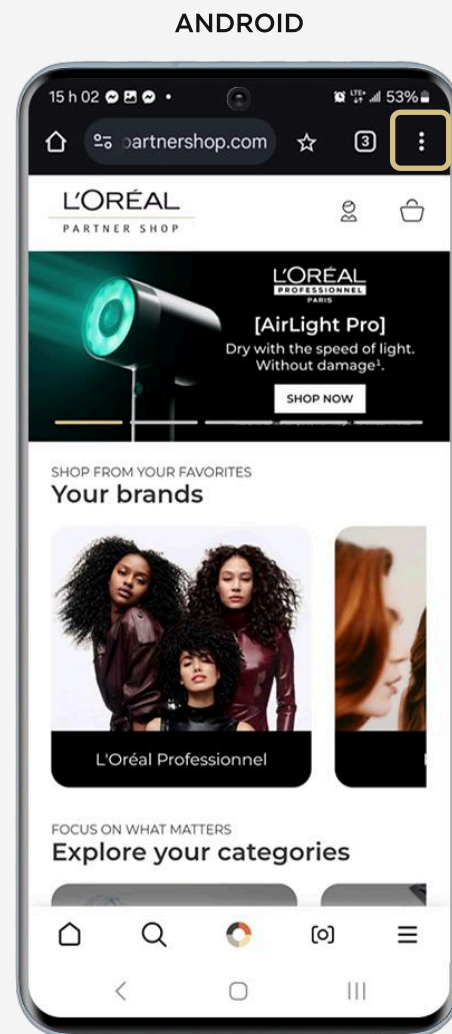 ANDROID
15 h 02
LTE+
53%
partnershop.com
3
L'ORÉAL
PARTNER SHOP
L'ORÉAL
PROFESSIONNEL
PARIS
[AirLight Pro]
Dry with the speed of light.
Without damage¹.
SHOP NOW
SHOP FROM YOUR FAVORITES
Your brands
L'Oréal Professionnel
FOCUS ON WHAT MATTERS
Explore your categories